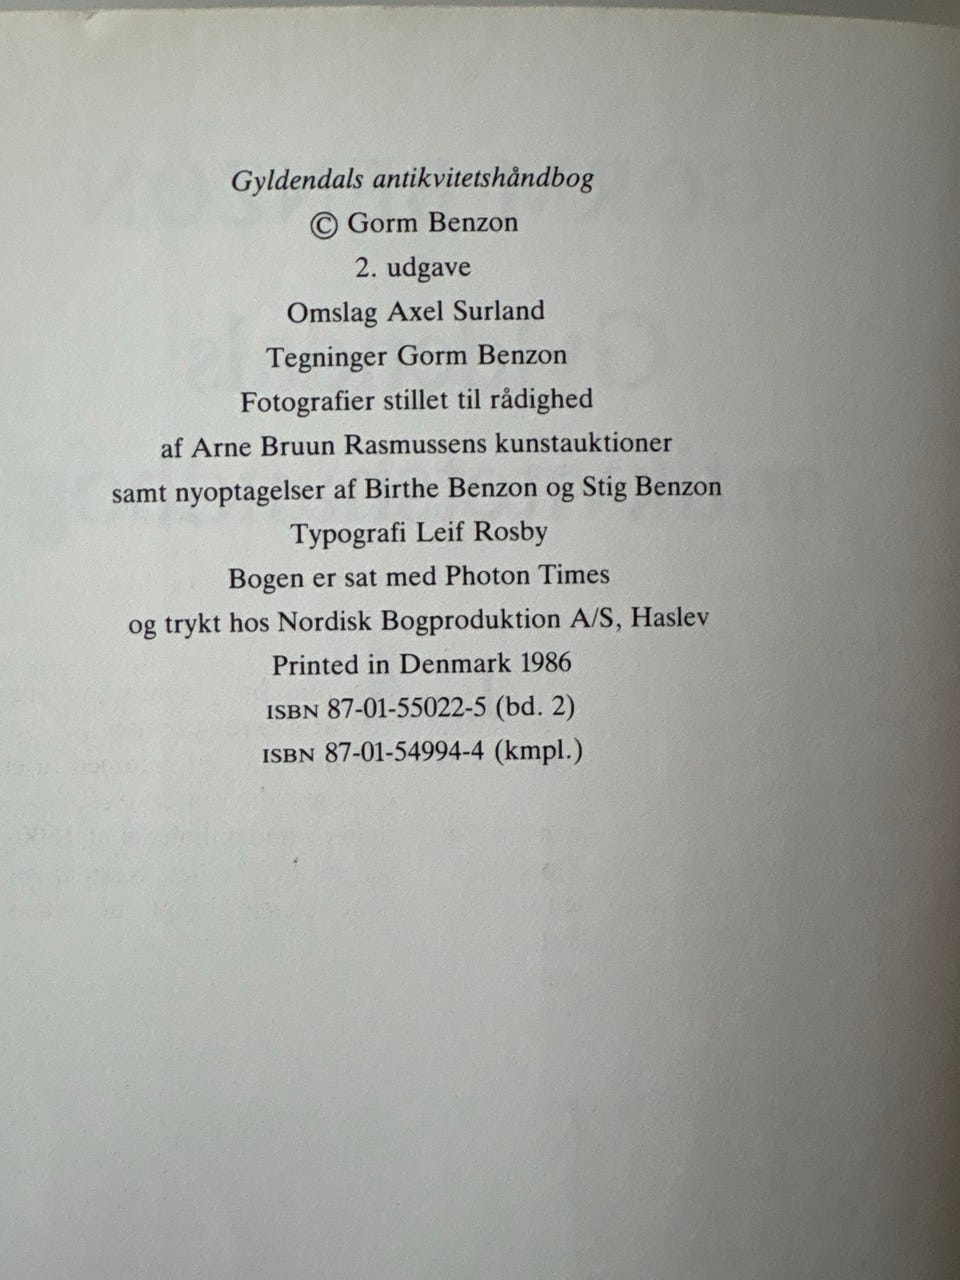 Gyldendals antikvitetshåndbog
© Gorm Benzon
2. udgave
Omslag Axel Surland
Tegninger Gorm Benzon
Fotografier stillet til rådighed
af Arne Bruun Rasmussens kunstauktioner
samt nyoptagelser af Birthe Benzon og Stig Benzon
Typografi Leif Rosby
Bogen er sat med Photon Times
og trykt hos Nordisk Bogproduktion A/S, Haslev
Printed in Denmark 1986
ISBN 87-01-55022-5 (bd. 2)
ISBN 87-01-54994-4 (kmpl.)